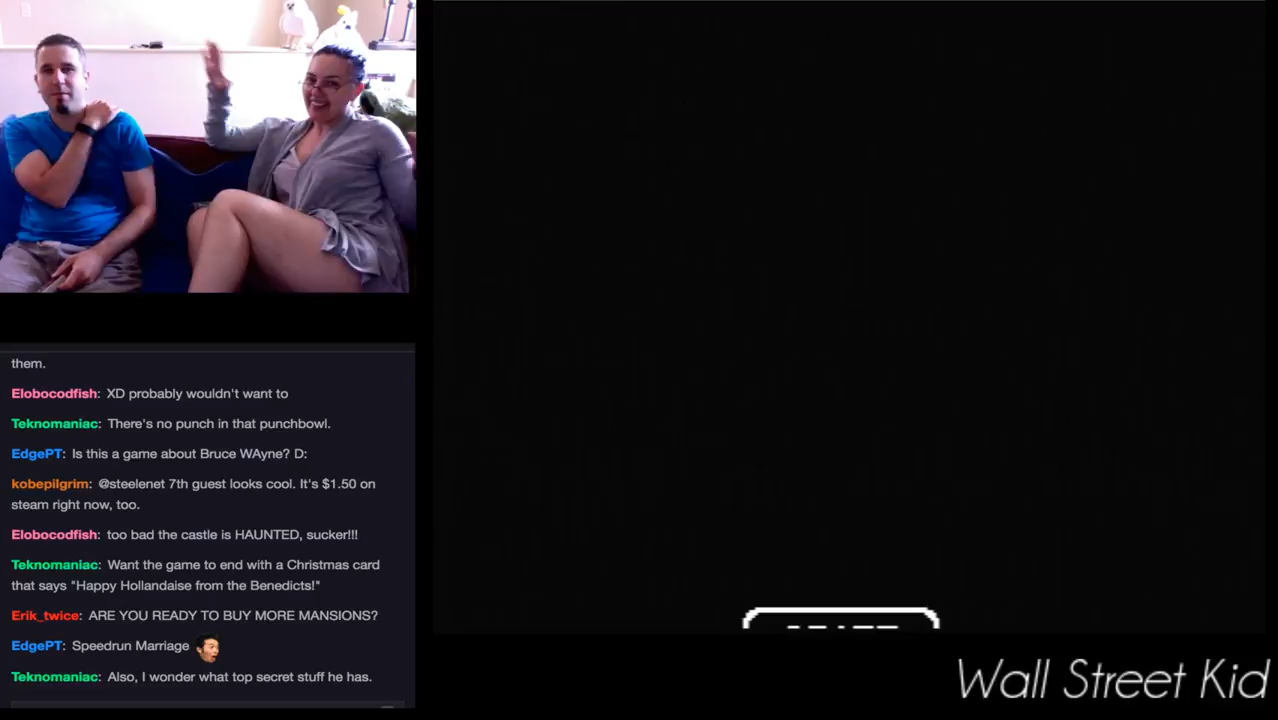 them.
Elobocodfish: XD probably wouldn't want to
Teknomaniac: There's no punch in that punchbowl.
EdgePT: Is this a game about Bruce WAyne? D:
kobepilgrim: @steelenet 7th guest looks cool. It's $1.50 on
steam right now, too.
Elobocodfish: too bad the castle is HAUNTED, sucker!!!
Teknomaniac: Want the game to end with a Christmas card
that says "Happy Hollandaise from the Benedicts!"
Erik_twice: ARE YOU READY TO BUY MORE MANSIONS?
EdgePT: Speedrun Marriage
Teknomaniac: Also, I wonder what top secret stuff he has.
Wall Street Kid